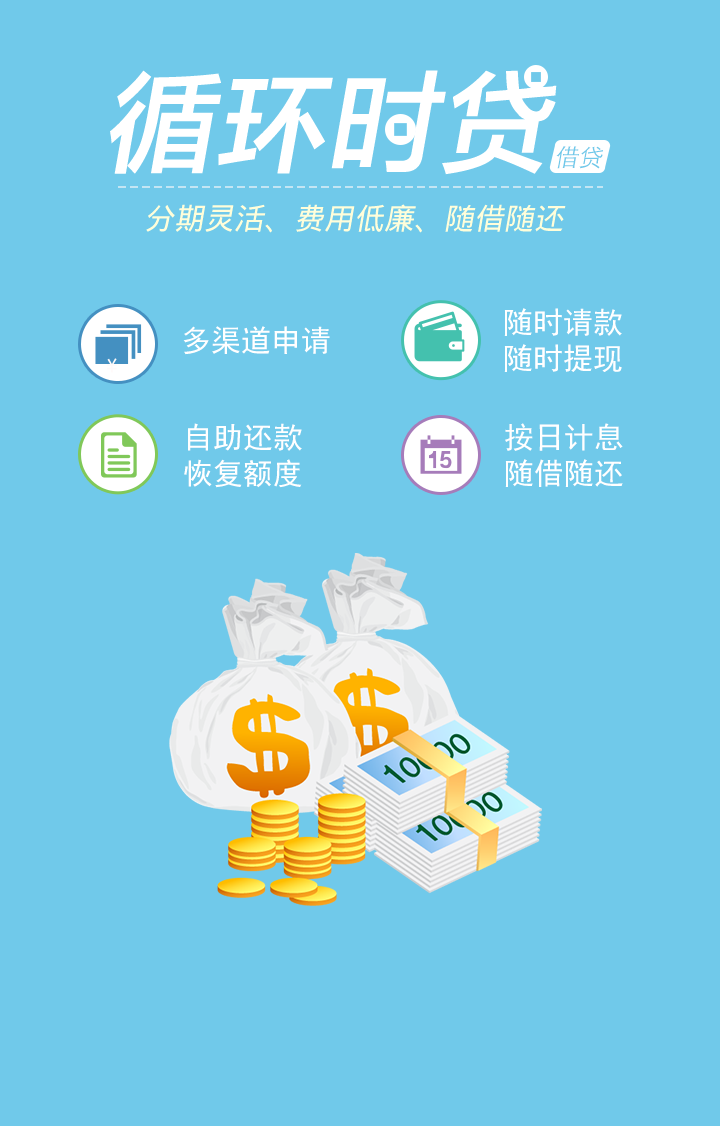 循环时贷
借贷
分期灵活、费用低廉、随借随还
多渠道申请
随时请款
随时提现
自助还款
恢复额度
15
按日计息
随借随还
$
$
10000
10000